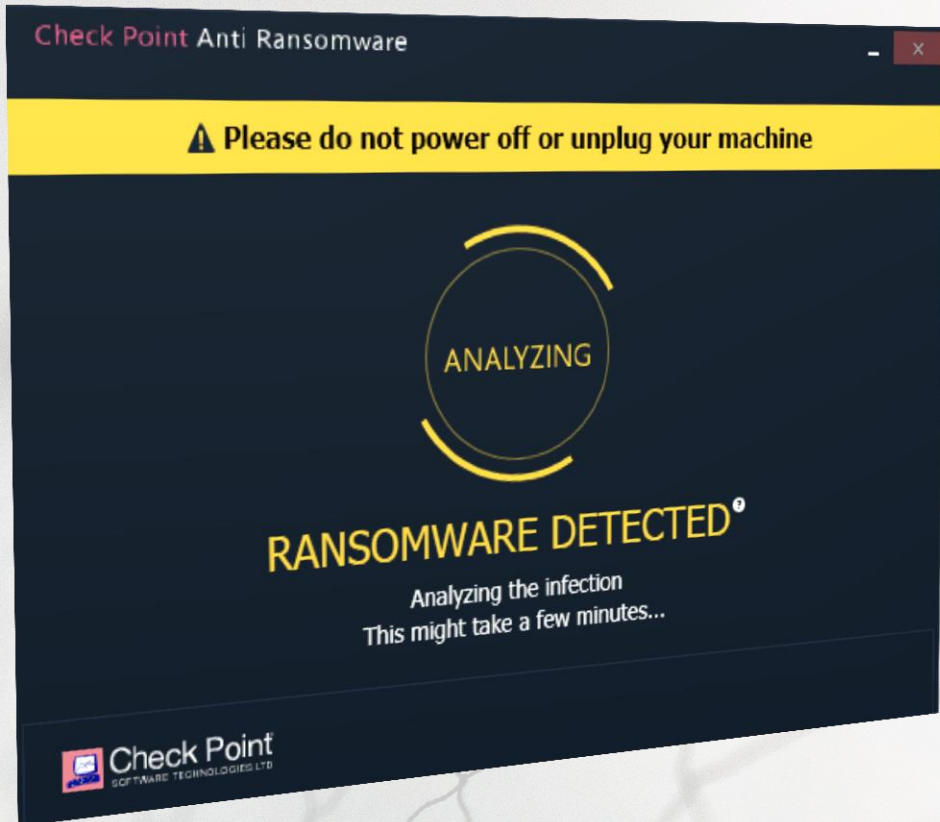 Check Point Anti Ransomware
Please do not power off or unplug your machine
ANALYZING
RANSOMWARE DETECTED
Analyzing the infection
This might take a few minutes...
Check Point
SOFTWARE TECHNOLOGIES LTD